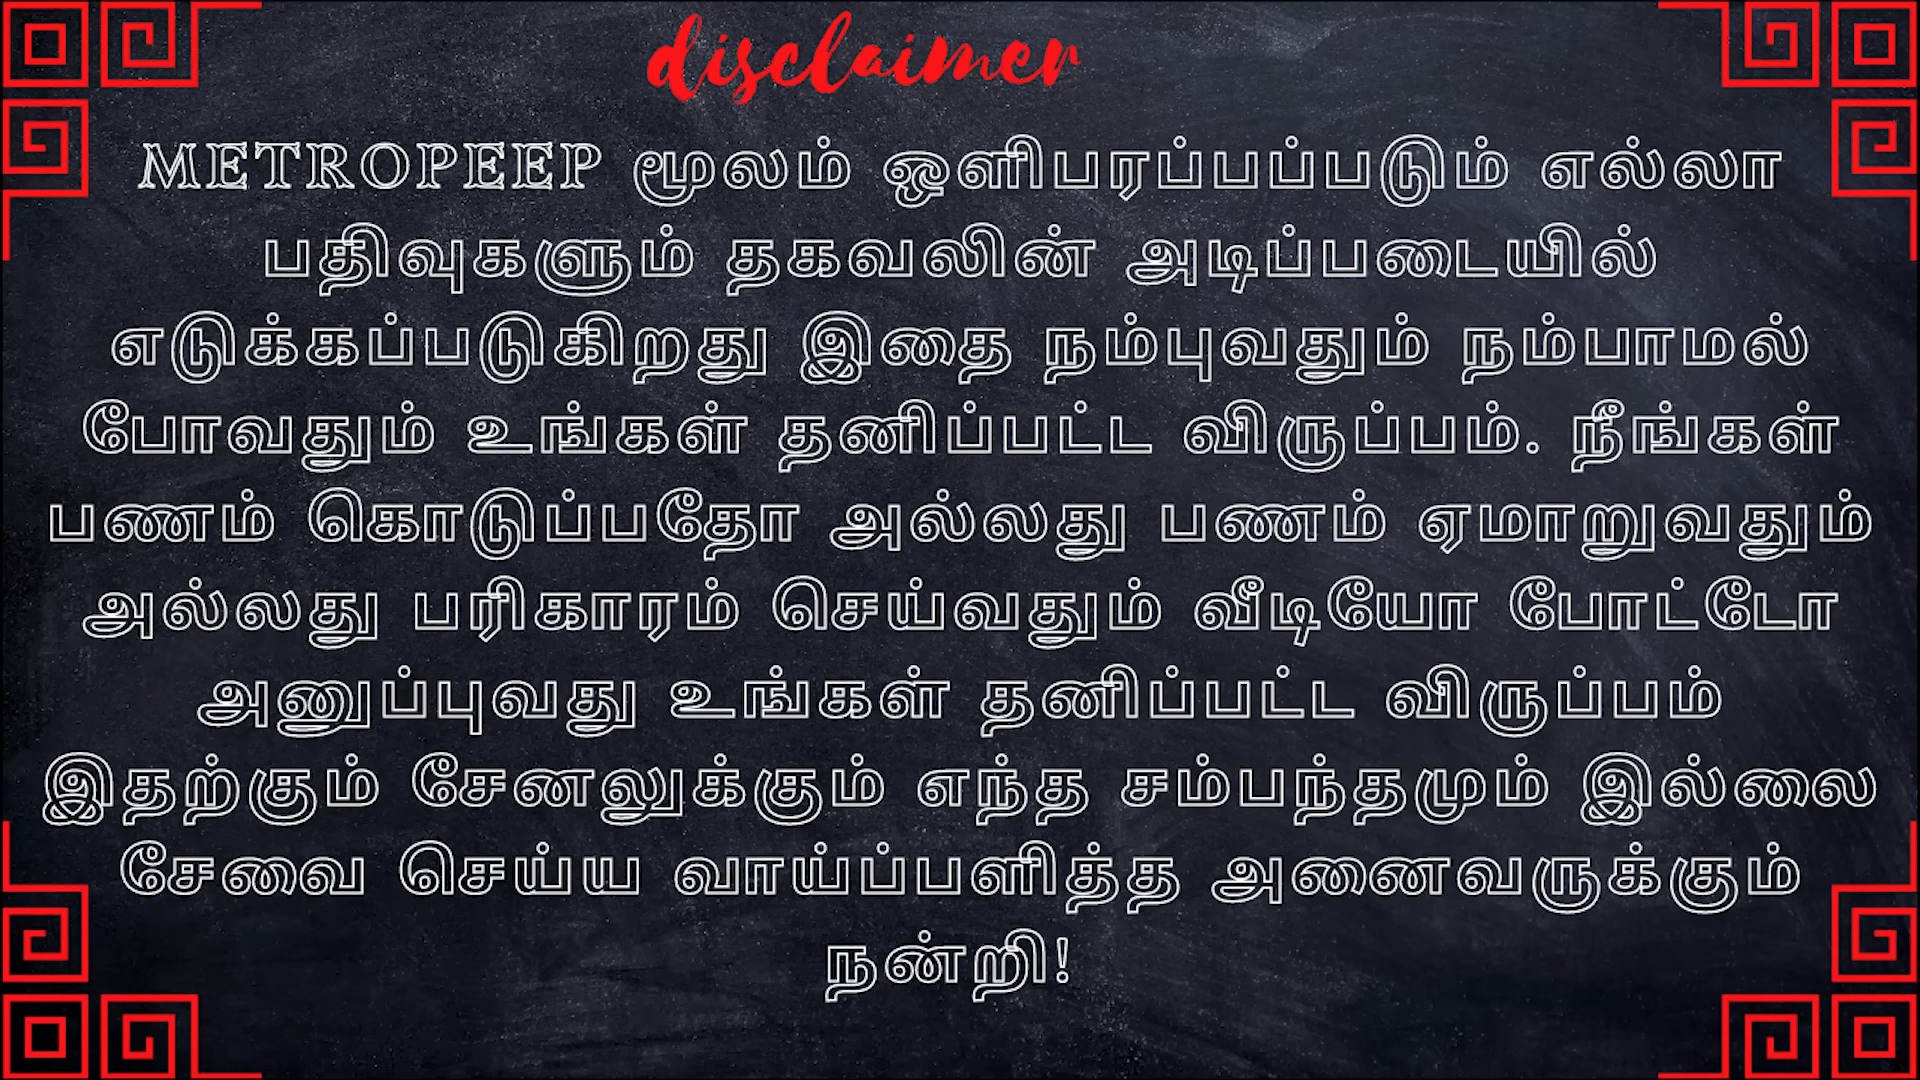 disclaimer
METROPEEP மூலம் ஒளிபரப்பப்படும் எல்லா
பதிவுகளும் தகவலின் அடிப்படையில்
எடுக்கப்படுகிறது இதை நம்புவதும் நம்பாமல்
போவதும் உங்கள் தனிப்பட்ட விருப்பம். நீங்கள்
பணம் கொடுப்பதோ அல்லது பணம் ஏமாறுவதும்
அல்லது பரிகாரம் செய்வதும் வீடியோ போட்டோ
அனுப்புவது உங்கள் தனிப்பட்ட விருப்பம்
இதற்கும் சேனலுக்கும் எந்த சம்பந்தமும் இல்லை
சேவை செய்ய வாய்ப்பளித்த அனைவருக்கும்
நன்றி!